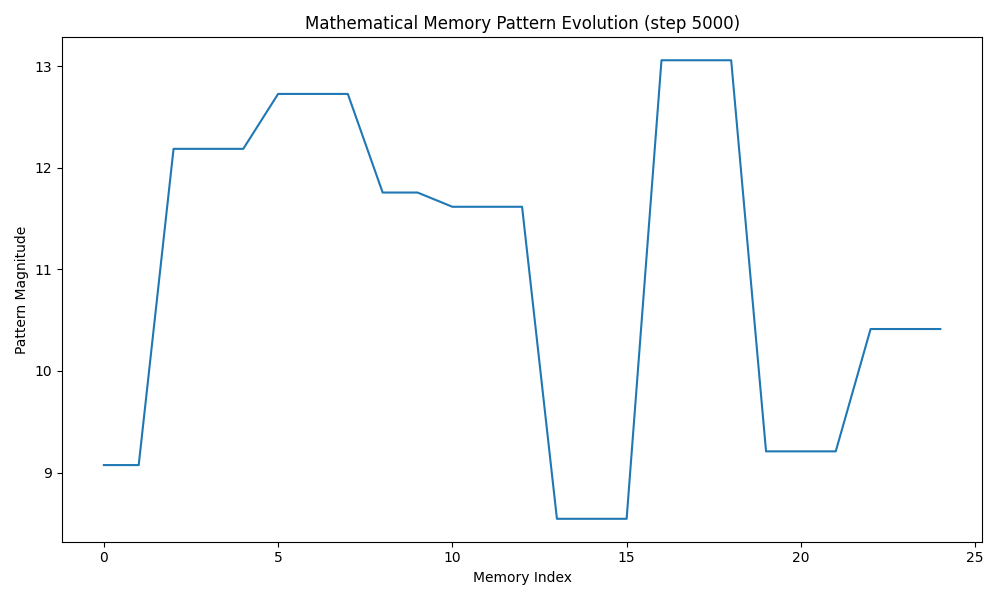 Mathematical Memory Pattern Evolution (step 5000)
13
12
11
10
9
Pattern Magnitude
0 5 10 15 20 25
Memory Index